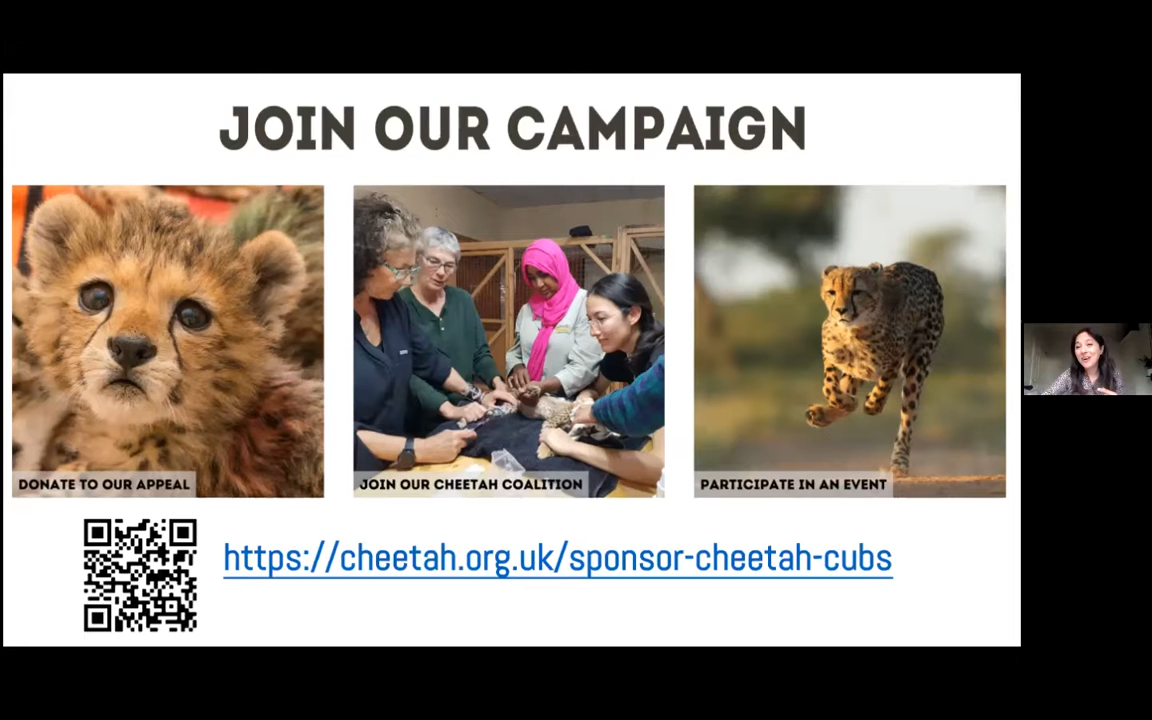 JOIN OUR CAMPAIGN
DONATE TO OUR APPEAL
JOIN OUR CHEETAH COALITION
PARTICIPATE IN AN EVENT
https://cheetah.org.uk/sponsor-cheetah-cubs